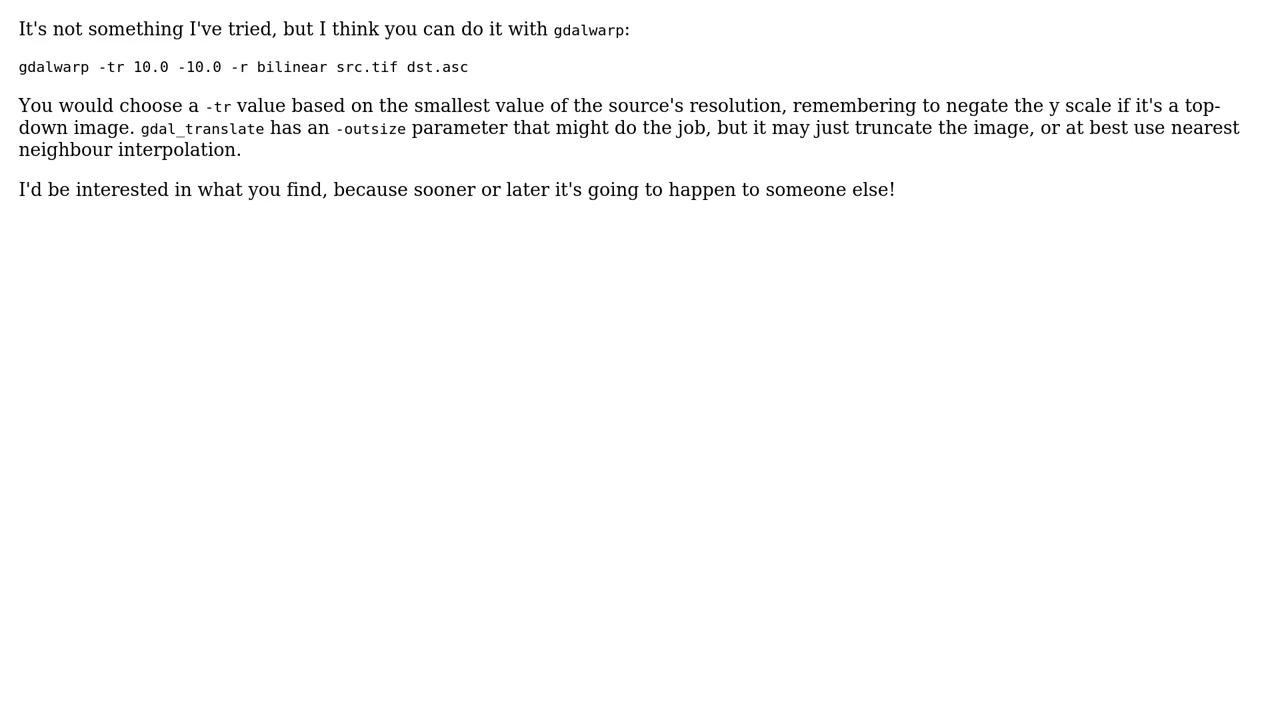 It's not something I've tried, but I think you can do it with gdalwarp:
gdalwarp -tr 10.0 -10.0 -r bilinear src.tif dst.asc
You would choose a -tr value based on the smallest value of the source's resolution, remembering to negate the y scale if it's a top-
down image. gdal_translate has an -outsize parameter that might do the job, but it may just truncate the image, or at best use nearest
neighbour interpolation.
I'd be interested in what you find, because sooner or later it's going to happen to someone else!